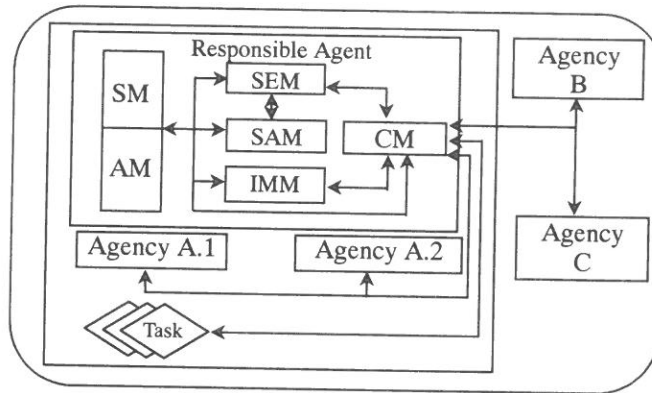 Responsible Agent
SM
AM
SEM
SAM
IMM
CM
Agency
B
Agency
C
Agency A.1
Agency A.2
Task